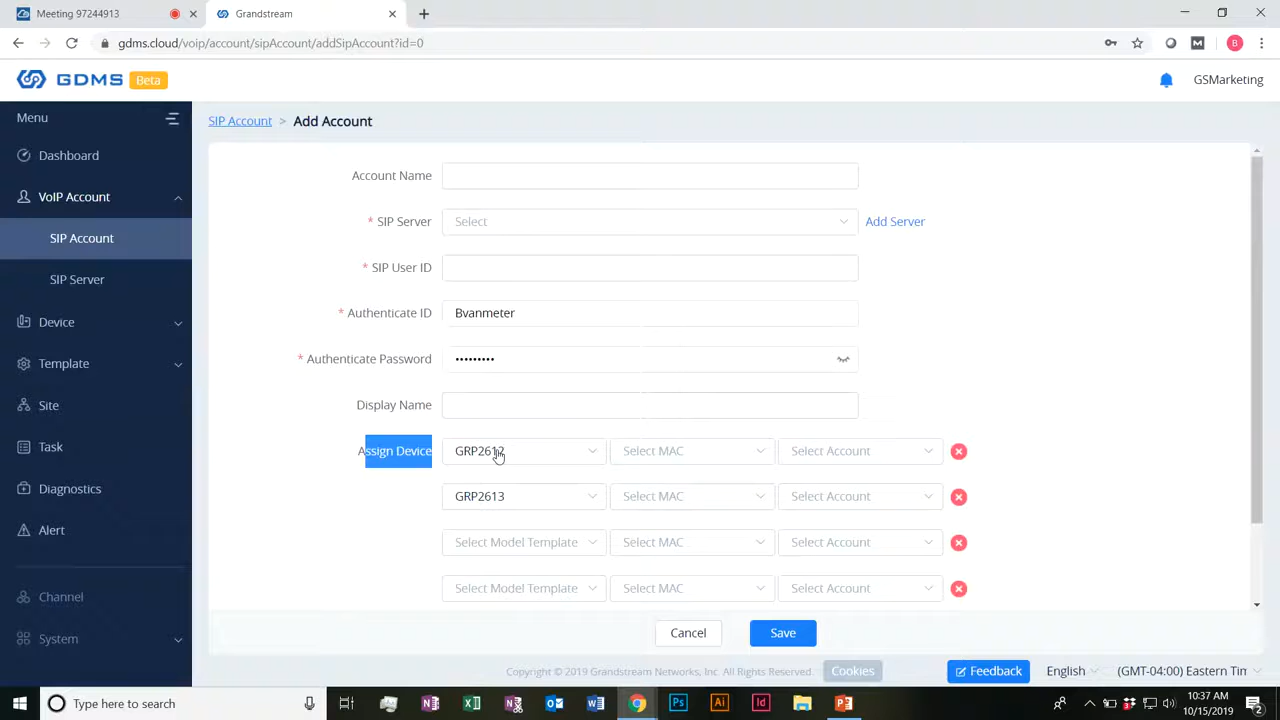 Meeting 97244913
Grandstream
gdms.cloud/voip/account/sipAccount/addSipAccount?id=0
B
GDMS Beta
GSMarketing
Menu
SIP Account > Add Account
Dashboard
VoIP Account
SIP Account
SIP Server
Device
Template
Site
Task
Diagnostics
Alert
Channel
System
Account Name
* SIP Server Select Add Server
* SIP User ID
* Authenticate ID Bvanmeter
* Authenticate Password •••••••••
Display Name
Assign Device GRP2612 Select MAC Select Account
GRP2613 Select MAC Select Account
Select Model Template Select MAC Select Account
Select Model Template Select MAC Select Account
Cancel Save
Copyright © 2019 Grandstream Networks, Inc. All Rights Reserved. Cookies Feedback English (GMT-04:00) Eastern Tim
Type here to search
10:37 AM
10/15/2019
2